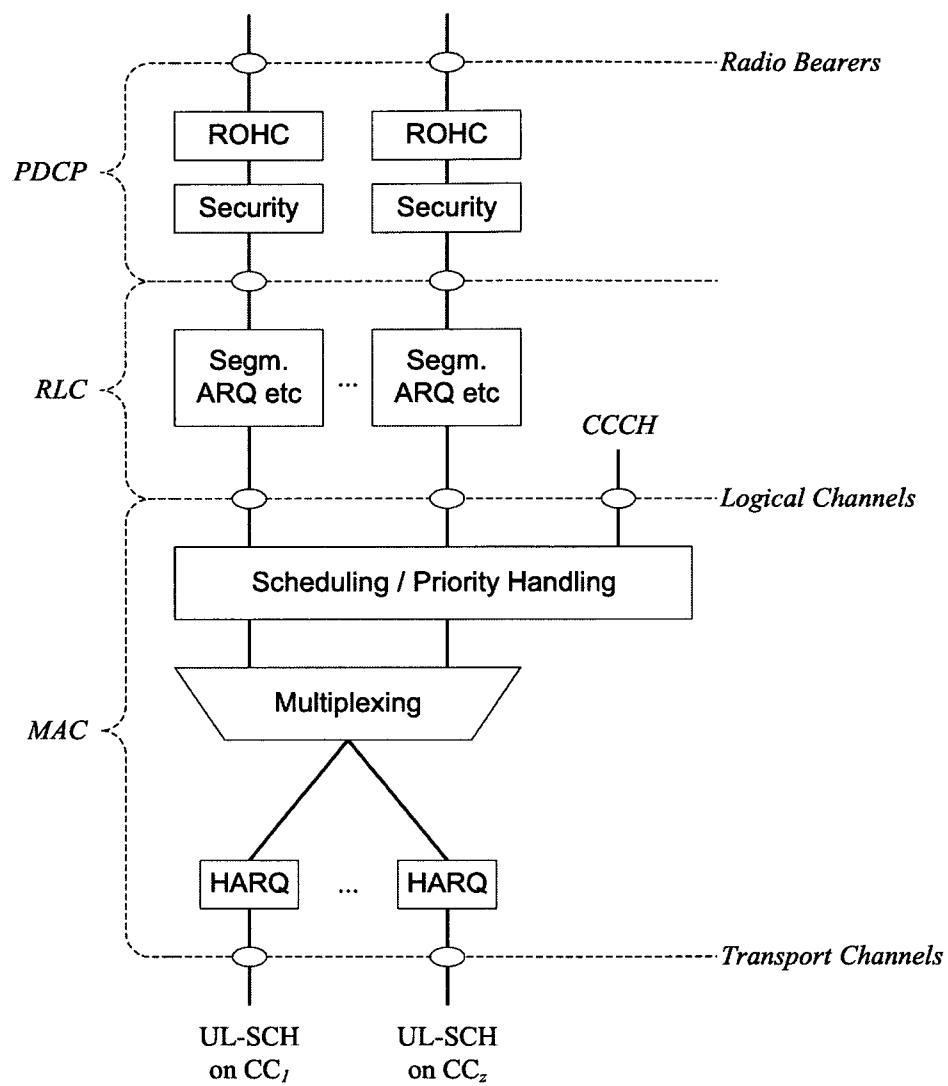 Radio Bearers
ROHC
ROHC
PDCP
Security
Security
Segm.
ARQ etc
...
Segm.
ARQ etc
RLC
CCCH
Logical Channels
Scheduling / Priority Handling
Multiplexing
MAC
HARQ
...
HARQ
Transport Channels
UL-SCH
on CC1
UL-SCH
on CCz